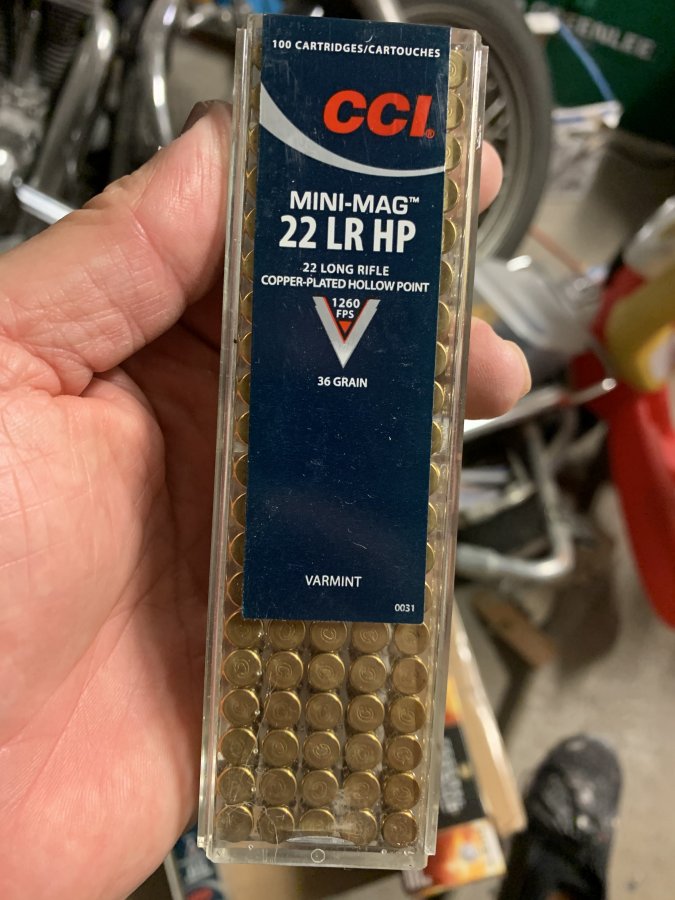 GREENLEE
100 CARTRIDGES/CARTOUCHES
CCI®
MINI-MAG™
22 LR HP
22 LONG RIFLE
COPPER-PLATED HOLLOW POINT
1260
FPS
36 GRAIN
VARMINT
0031